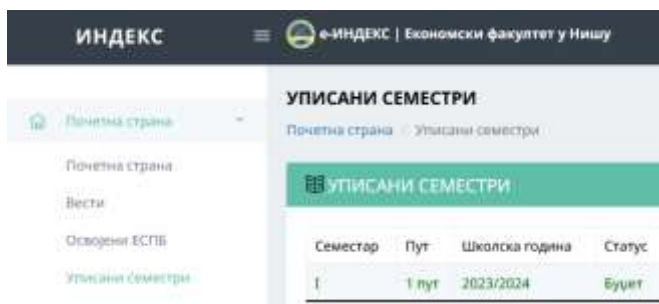 ИНДЕКС
е-ИНДЕКС | Економски факултет у Нишу
УПИСАНИ СЕМЕСТРИ
Почетна страна / Уписани семестри
Почетна страна
Почетна страна
Вести
Освојени ЕСПБ
Уписани семестри
УПИСАНИ СЕМЕСТРИ
Семестар Пут Школска година Статус
I 1 пут 2023/2024 Буџет